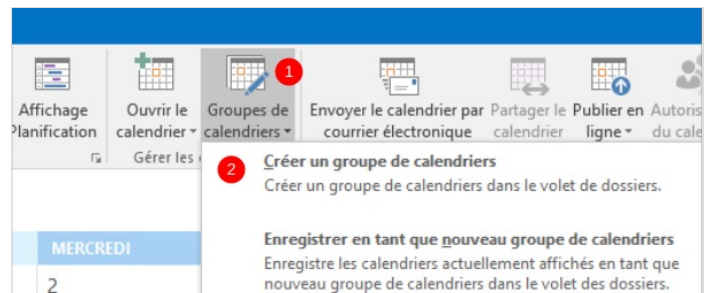 Affichage
Planification
Ouvrir le
calendrier
Groupes de
calendriers
1
Envoyer le calendrier par
courrier électronique
Partager le
calendrier
Publier en
ligne
Gérer les
2
Créer un groupe de calendriers
Créer un groupe de calendriers dans le volet de dossiers.
Enregistrer en tant que nouveau groupe de calendriers
Enregistre les calendriers actuellement affichés en tant que
nouveau groupe de calendriers dans le volet des dossiers.
MERCREDI
2